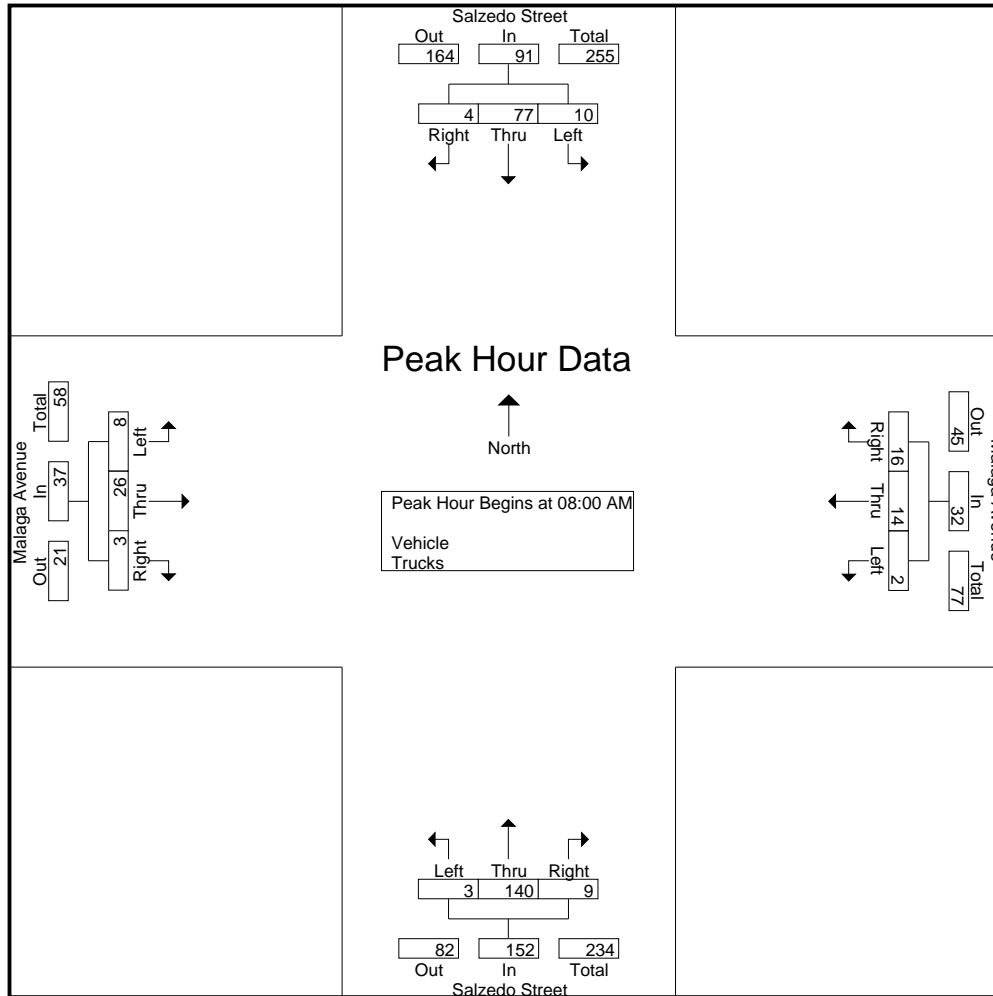 Salzedo Street
Out In Total
164 91 255
4 77 10
Right Thru Left
Peak Hour Data
North
Peak Hour Begins at 08:00 AM
Vehicle
Trucks
Malaga Avenue
Total In Out
58 37 21
8 26 3
Left Thru Right
Right Thru Left
16 14 2
45 32 77
Out In Total
Left Thru Right
3 140 9
82 152 234
Out In Total
Salzedo Street